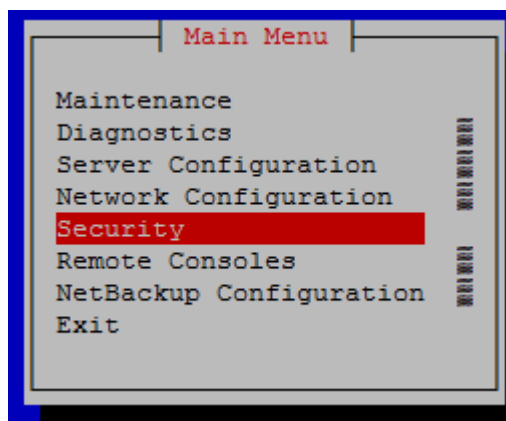 Main Menu
Maintenance
Diagnostics
Server Configuration
Network Configuration
Security
Remote Consoles
NetBackup Configuration
Exit